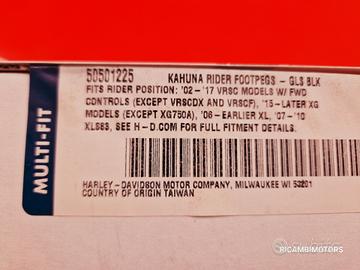 50501225 KAHUNA RIDER FOOTPEGS - GLS BLK
FITS RIDER POSITION: '02 - '17 VRSC MODELS W/ FWD
CONTROLS (EXCEPT VRSCDX AND VRSCF), '15-LATER XG
MODELS (EXCEPT XG750A), '06 - EARLIER XL, '07 -'10
XL883, SEE H-D.COM FOR FULL FITMENT DETAILS.
MULTI-FIT
HARLEY-DAVIDSON MOTOR COMPANY, MILWAUKEE WI 53201
COUNTRY OF ORIGIN TAIWAN
RICAMBIMOTORS